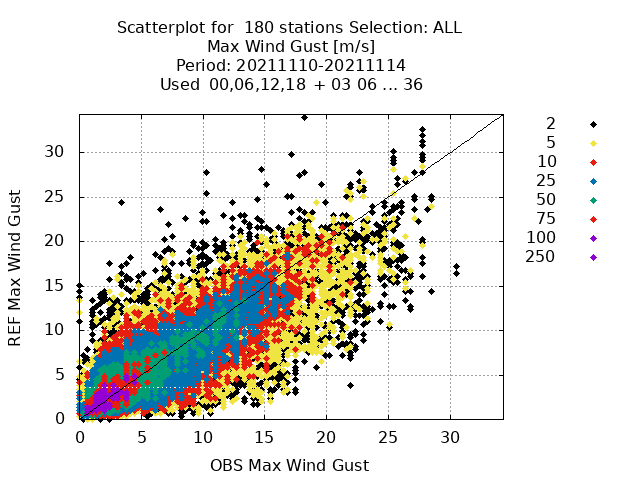 Scatterplot for  180 stations Selection: ALL
Max Wind Gust [m/s]
Period: 20211110-20211114
Used  00,06,12,18 + 03 06 ... 36
2
5
10
25
50
75
100
250
REF Max Wind Gust
30
25
20
15
10
5
0
0 5 10 15 20 25 30
OBS Max Wind Gust